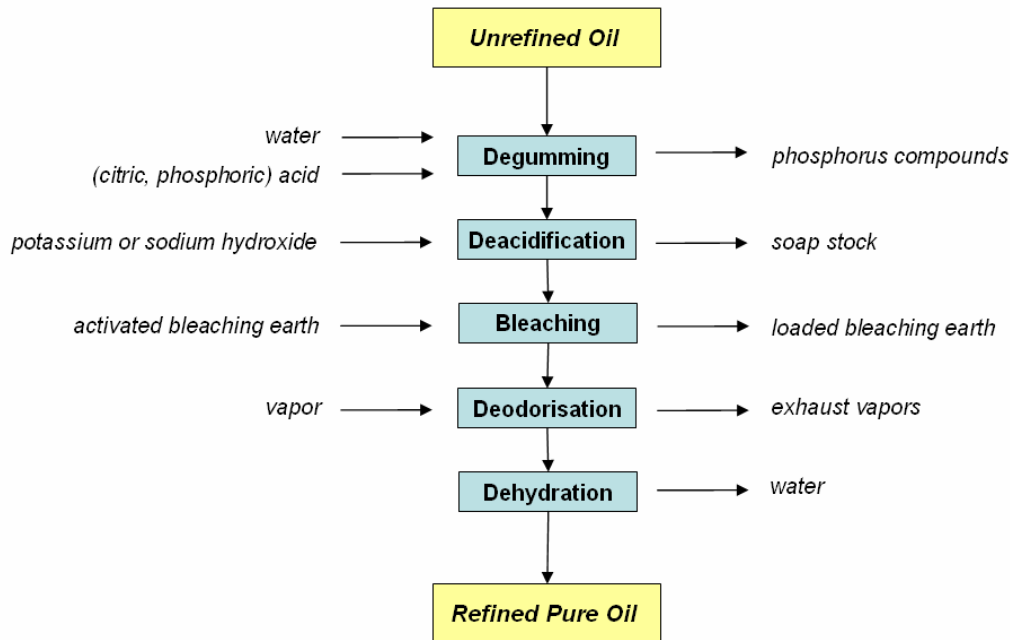 Unrefined Oil
water
(citric, phosphoric) acid
Degumming
phosphorus compounds
potassium or sodium hydroxide
Deacidification
soap stock
activated bleaching earth
Bleaching
loaded bleaching earth
vapor
Deodorisation
exhaust vapors
Dehydration
water
Refined Pure Oil